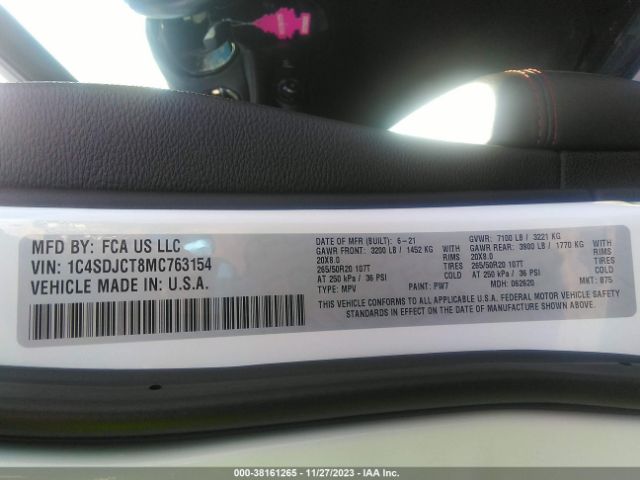 MFD BY: FCA US LLC
VIN: 1C4SDJCT8MC763154
VEHICLE MADE IN: U.S.A.
DATE OF MFR (BUILT): 6-21 GVWR: 7100 LB / 3221 KG
GAWR FRONT: 3200 LB / 1452 KG WITH GAWR REAR: 3900 LB / 1770 KG WITH
20X8.0 RIMS 20X8.0 RIMS
265/50R20 107T TIRES 265/50R20 107T TIRES
AT 250 kPa / 36 PSI COLD AT 250 kPa / 36 PSI COLD
TYPE: MPV PAINT: PW7 MDH: 062620 MKT: B75
THIS VEHICLE CONFORMS TO ALL APPLICABLE U.S.A. FEDERAL MOTOR VEHICLE SAFETY
STANDARDS IN EFFECT ON THE DATE OF MANUFACTURE SHOWN ABOVE.
000-38161265 - 11/27/2023 - IAA Inc.